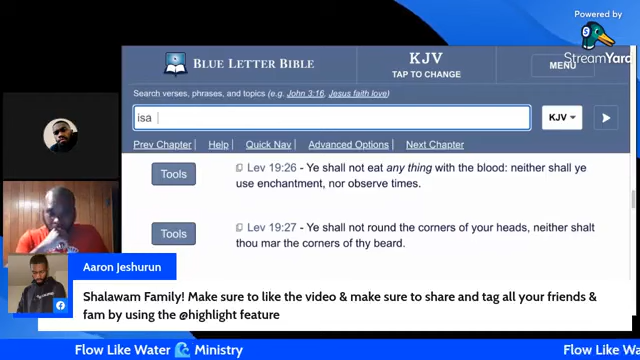 Powered by
StreamYard
BLUE LETTER BIBLE
KJV
TAP TO CHANGE
MENU
Search verses, phrases, and topics (e.g. John 3:16, Jesus faith love)
isa
KJV
Prev Chapter | Help | Quick Nav | Advanced Options | Next Chapter
Tools
Lev 19:26 - Ye shall not eat any thing with the blood: neither shall ye
use enchantment, nor observe times.
Tools
Lev 19:27 - Ye shall not round the corners of your heads, neither shalt
thou mar the corners of thy beard.
Aaron Jeshurun
Shalawam Family! Make sure to like the video & make sure to share and tag all your friends &
fam by using the @highlight feature
Flow Like Water 🌊 Ministry
Flow Like Wa